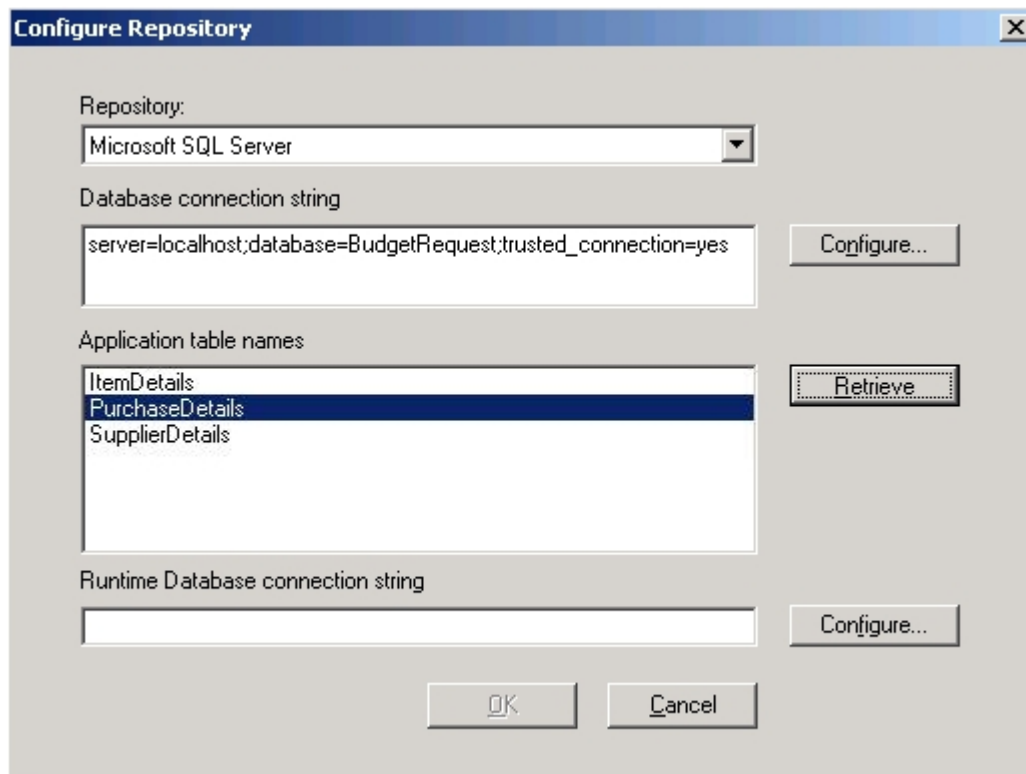 Configure Repository
Repository:
Microsoft SQL Server
Database connection string
server=localhost;database=BudgetRequest;trusted_connection=yes
Configure...
Application table names
ItemDetails
PurchaseDetails
SupplierDetails
Retrieve
Runtime Database connection string
Configure...
OK
Cancel